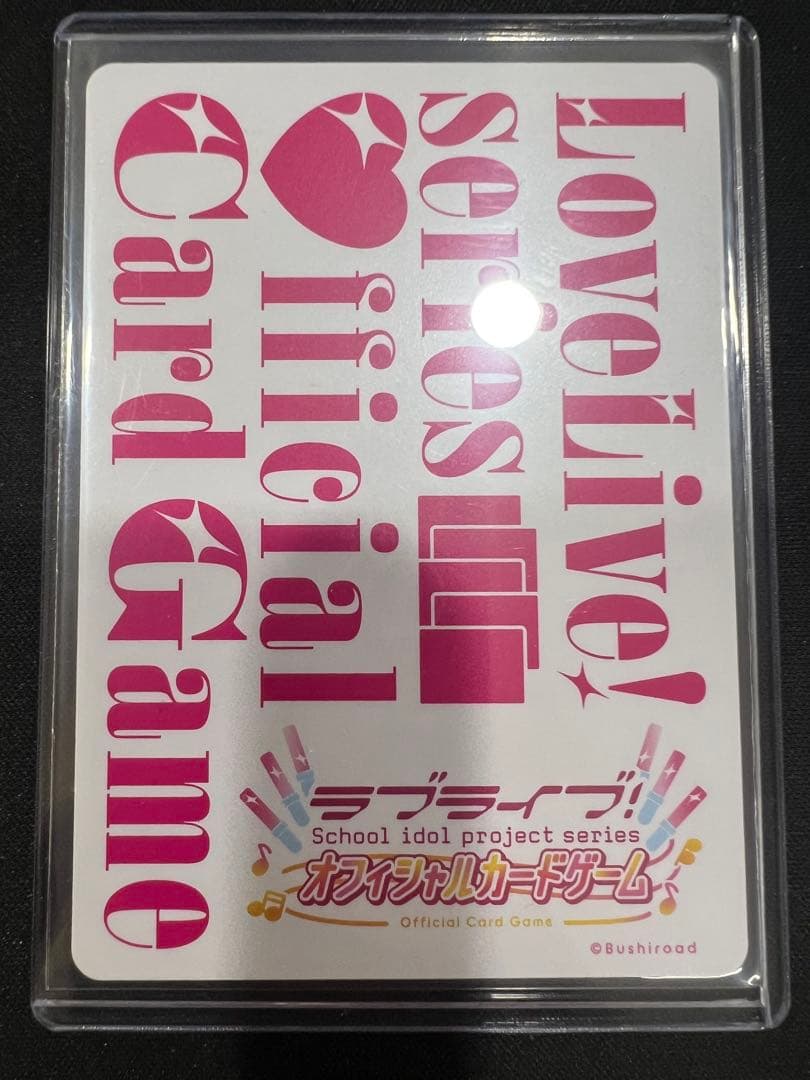 LoveLive!
series
fficial
Card Game
ラブライブ!
School idol project series
オフィシャルカードゲーム
Official Card Game
©Bushiroad